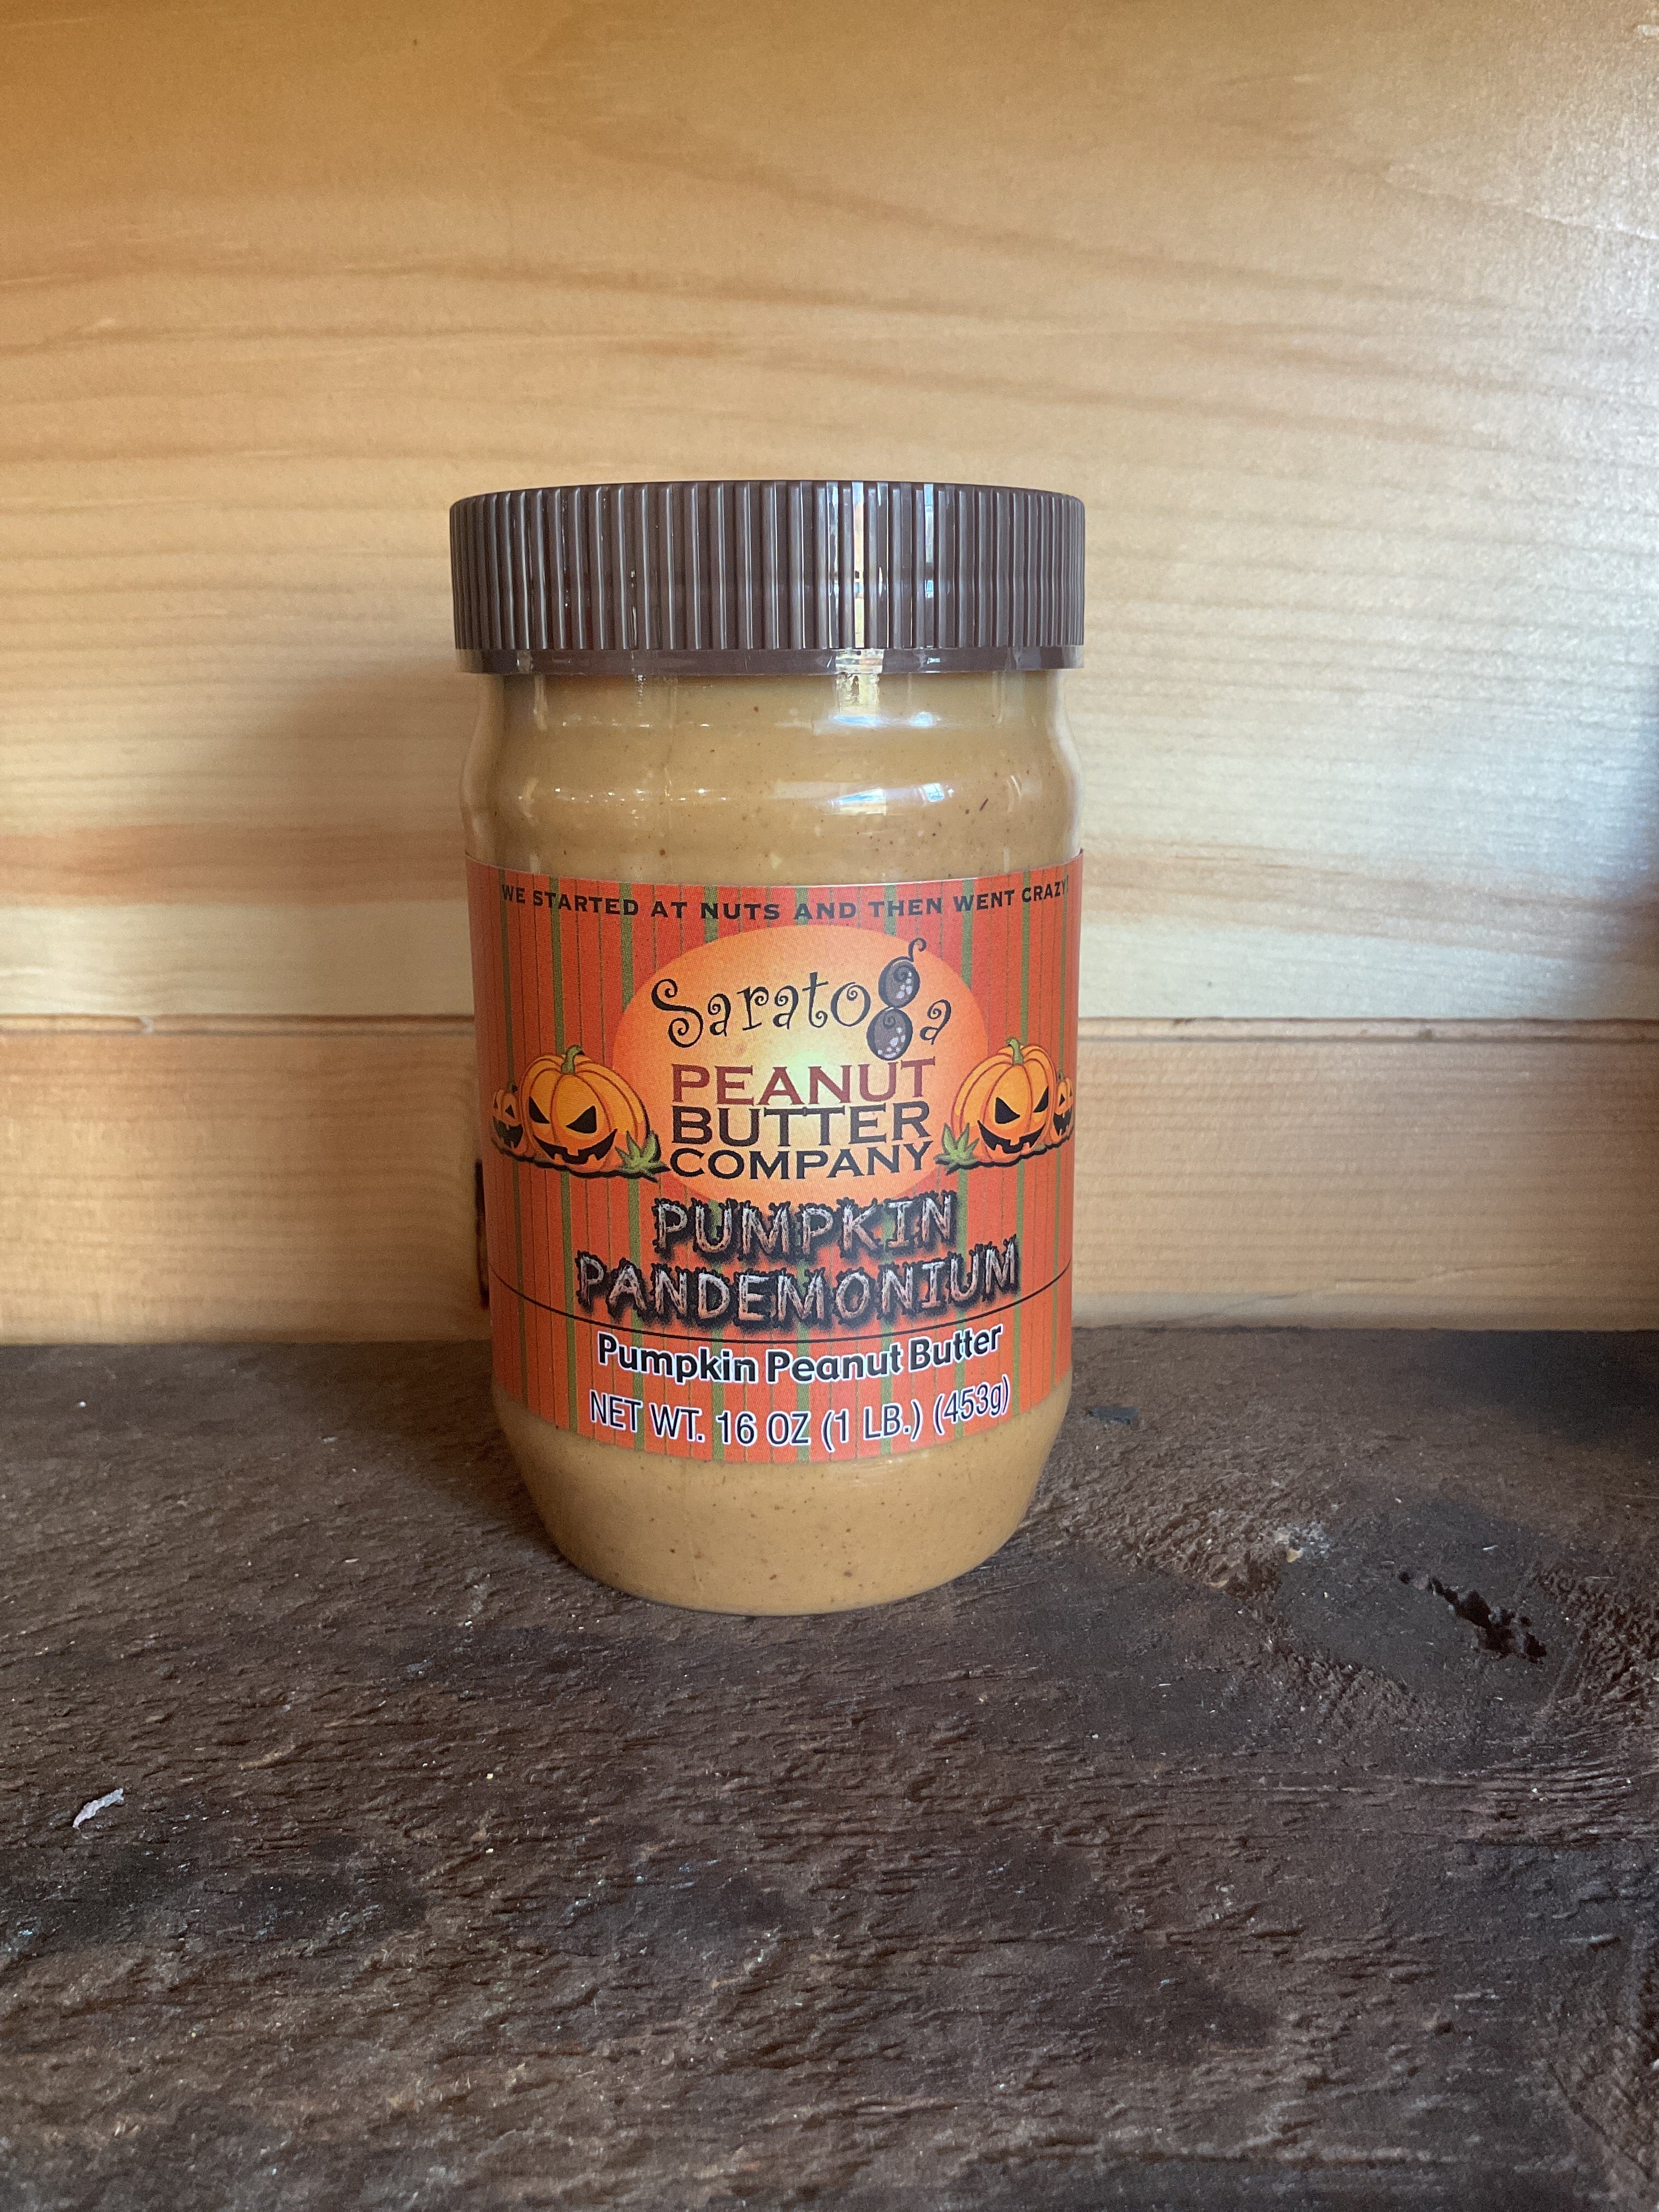 WE STARTED AT NUTS AND THEN WENT CRAZY!
Saratoga
PEANUT
BUTTER
COMPANY
PUMPKIN
PANDEMONIUM
Pumpkin Peanut Butter
NET WT. 16 OZ (1 LB.) (453g)